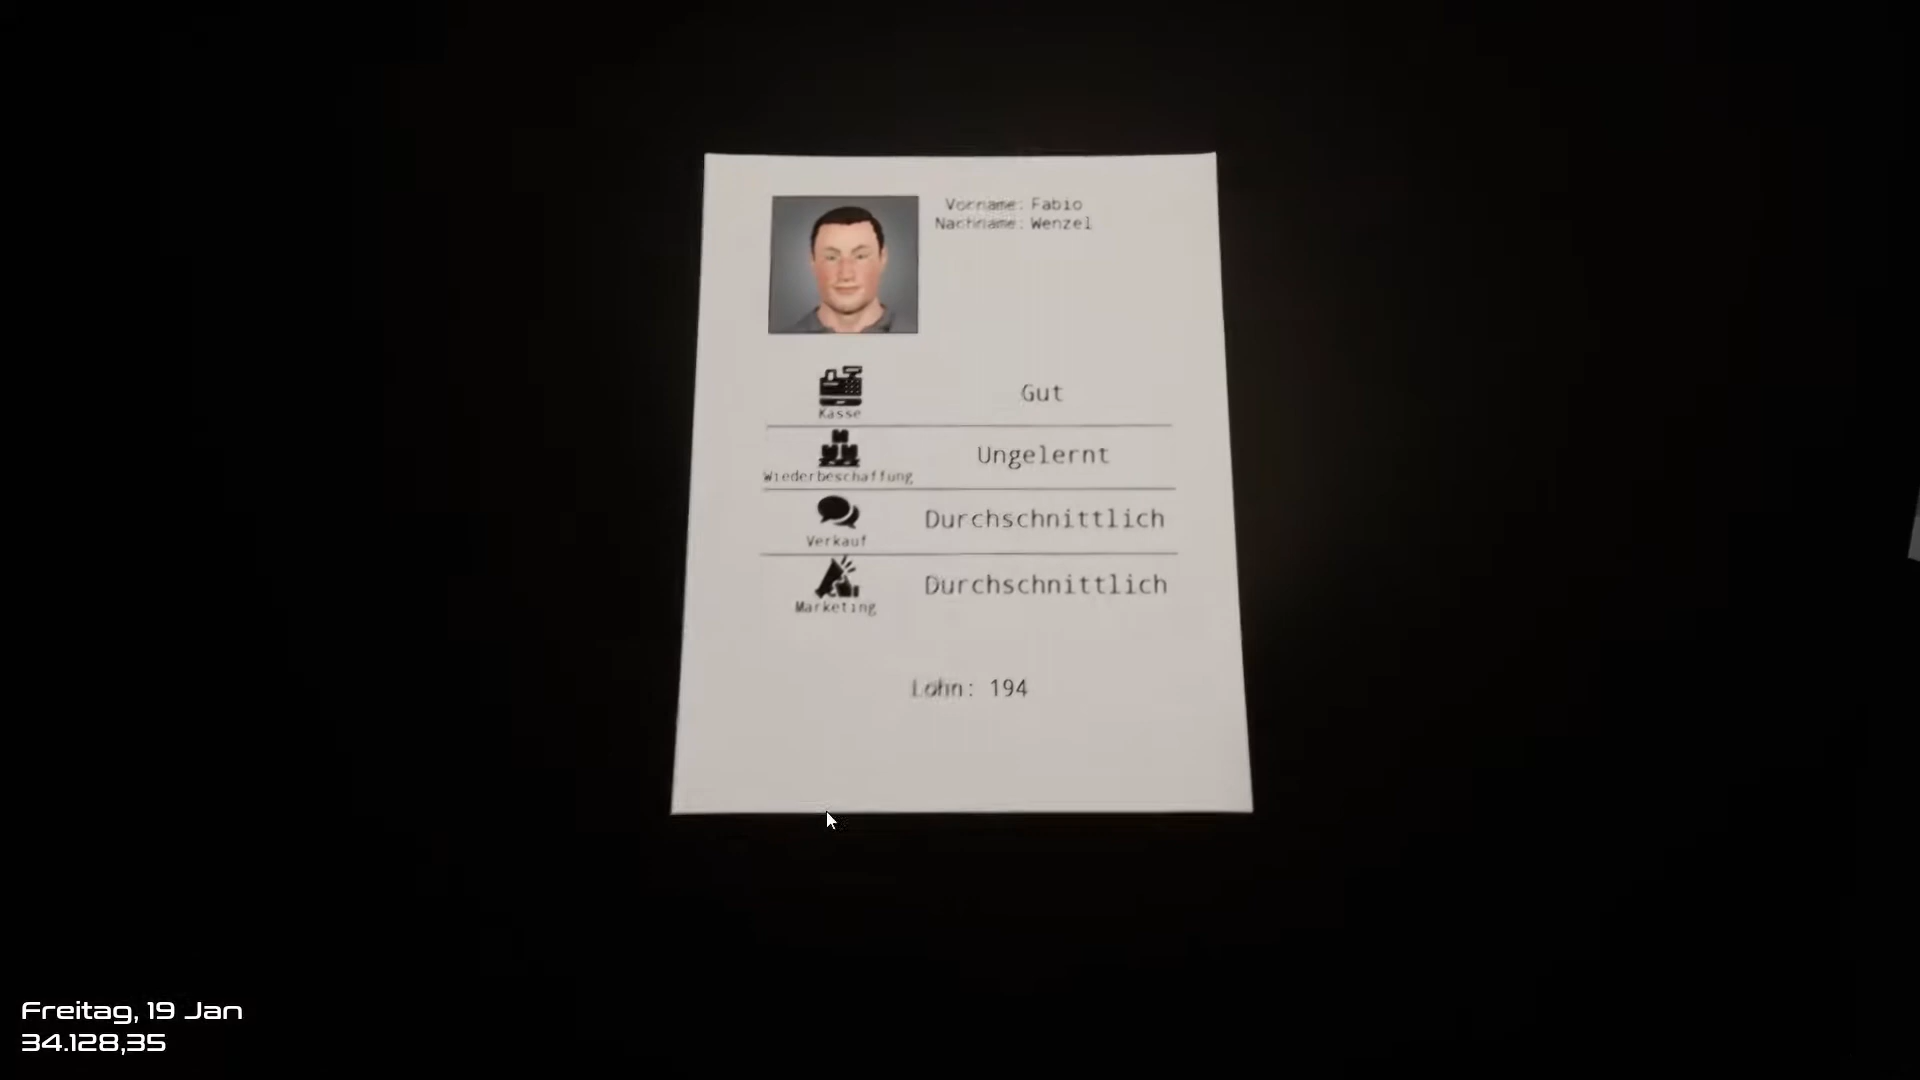 Vorname: Fabio
Nachname: Wenzel
Kasse
Gut
Wiederbeschaffung
Ungelernt
Verkauf
Durchschnittlich
Marketing
Durchschnittlich
Lohn: 194
Freitag, 19 Jan
34.128,35